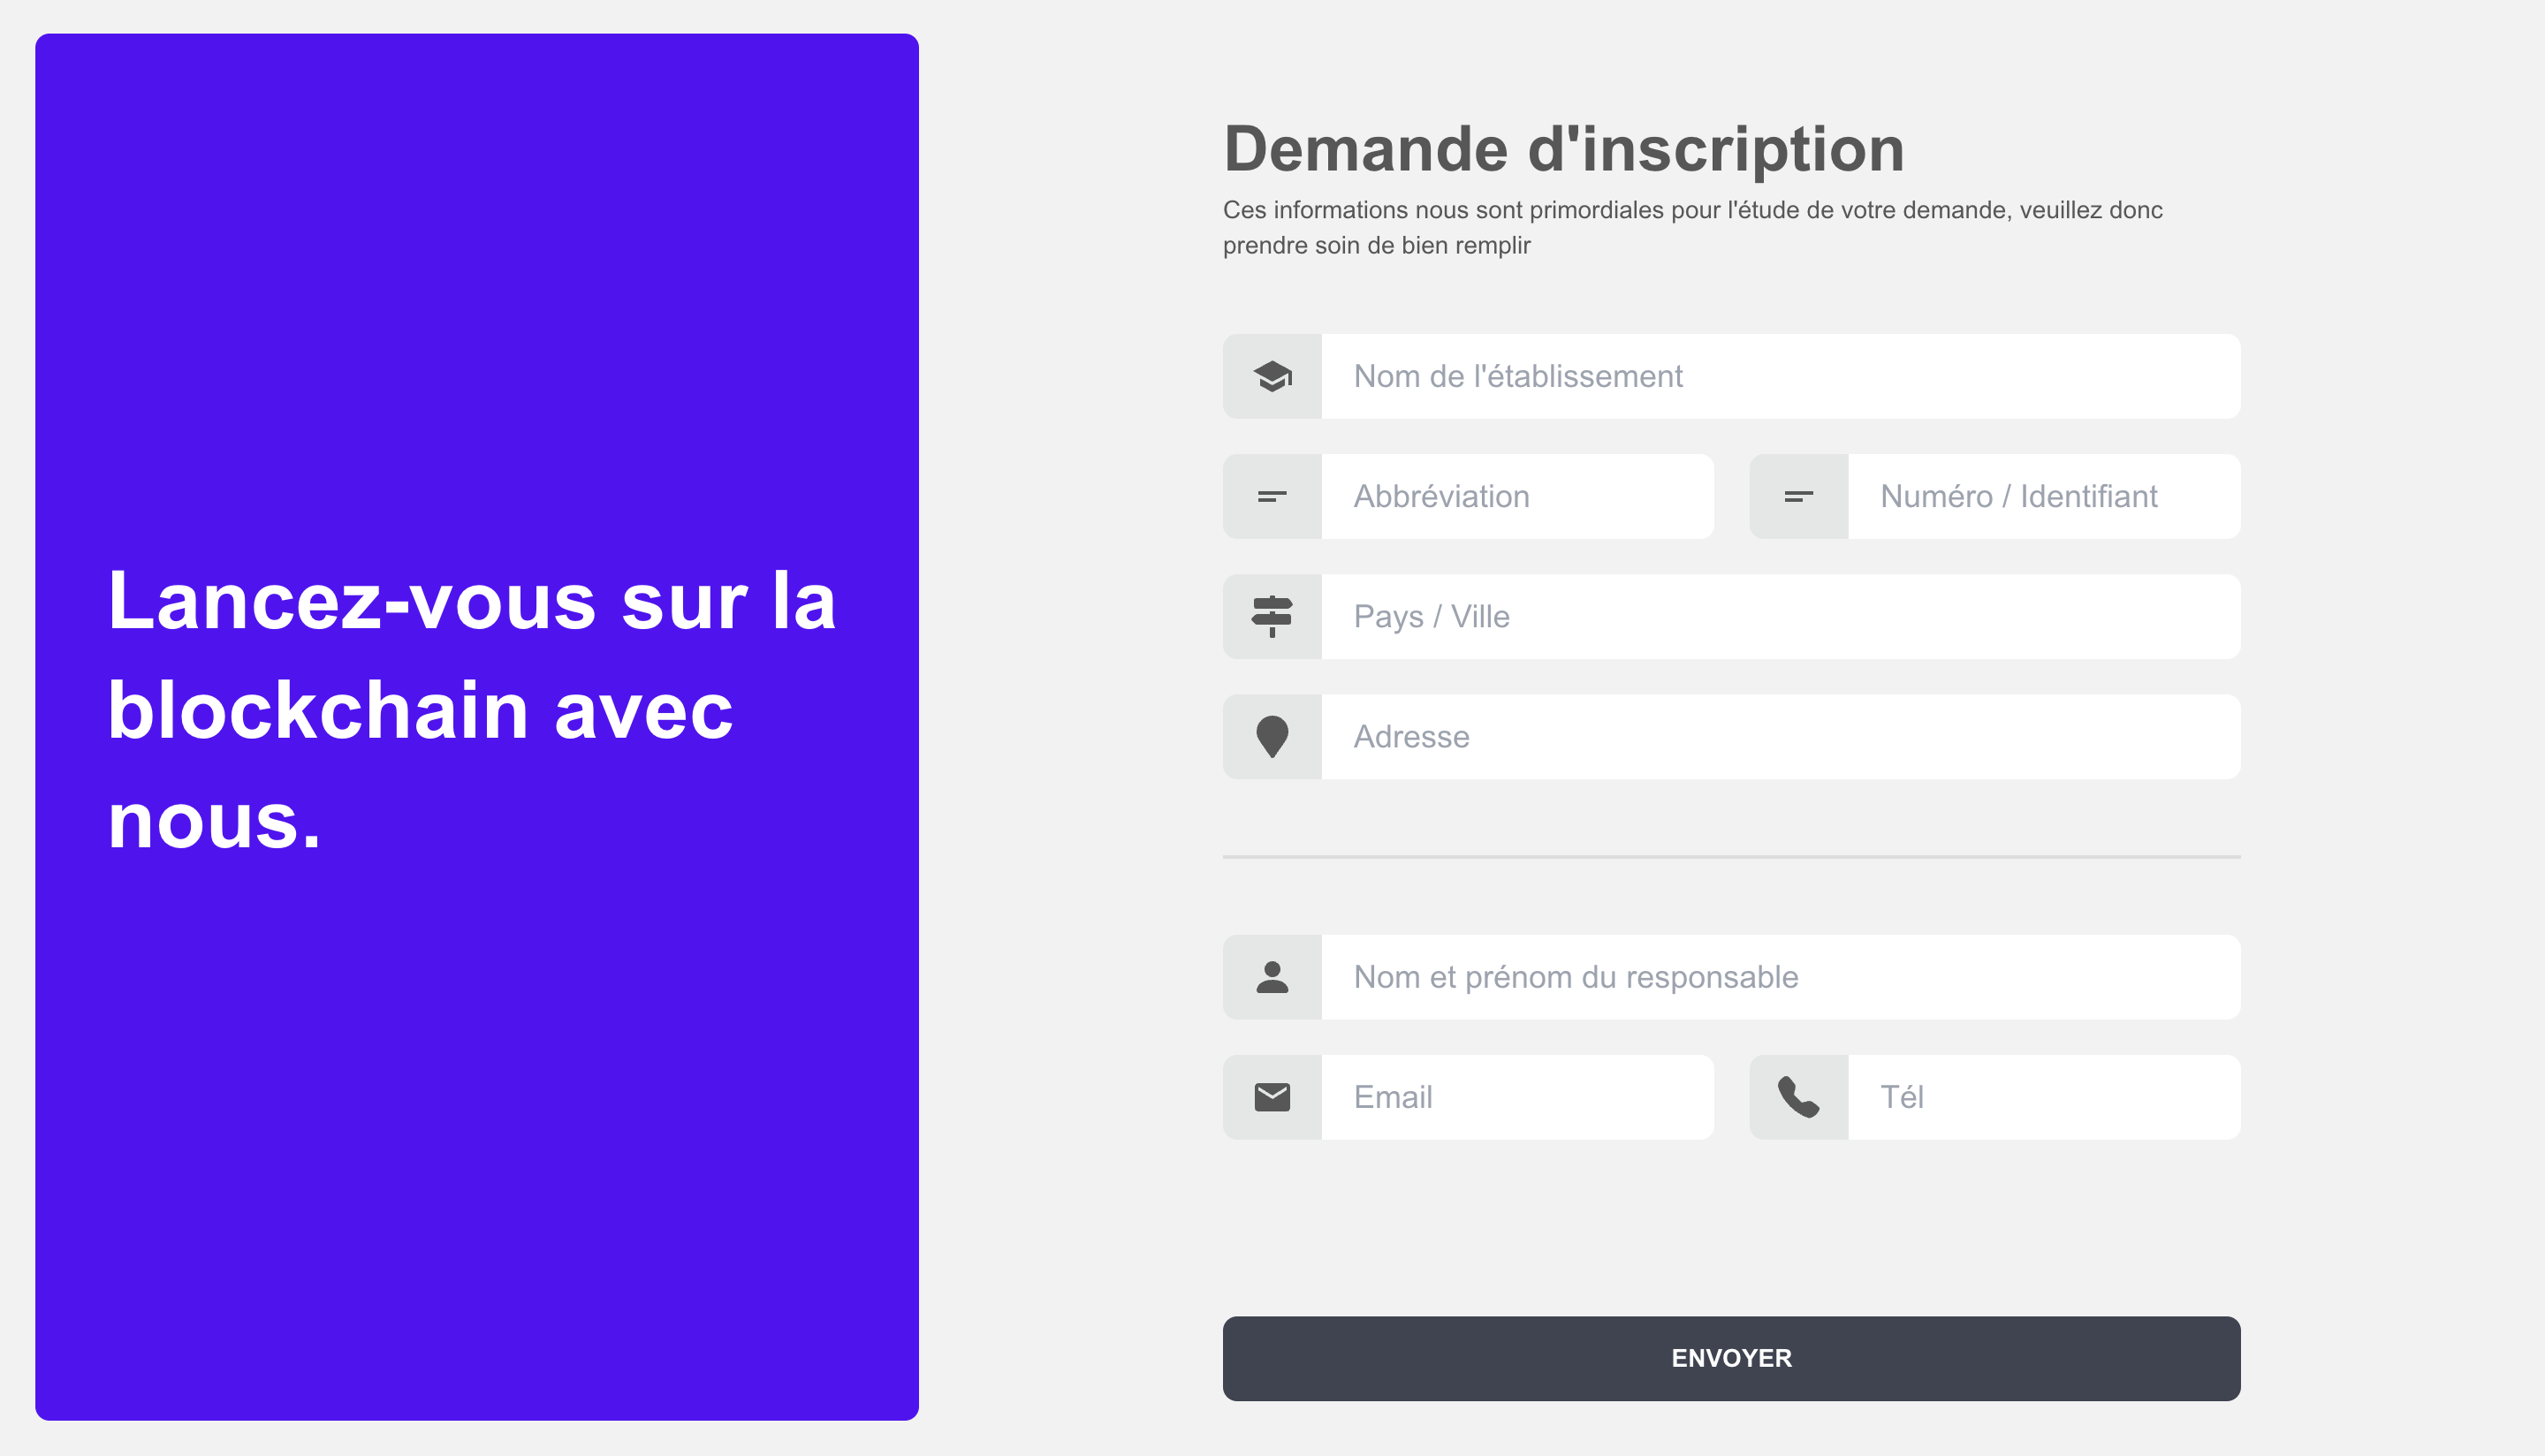 Lancez-vous sur la
blockchain avec
nous.
Demande d'inscription
Ces informations nous sont primordiales pour l'étude de votre demande, veuillez donc
prendre soin de bien remplir
Nom de l'établissement
Abbréviation
Numéro / Identifiant
Pays / Ville
Adresse
Nom et prénom du responsable
Email
Tél
ENVOYER